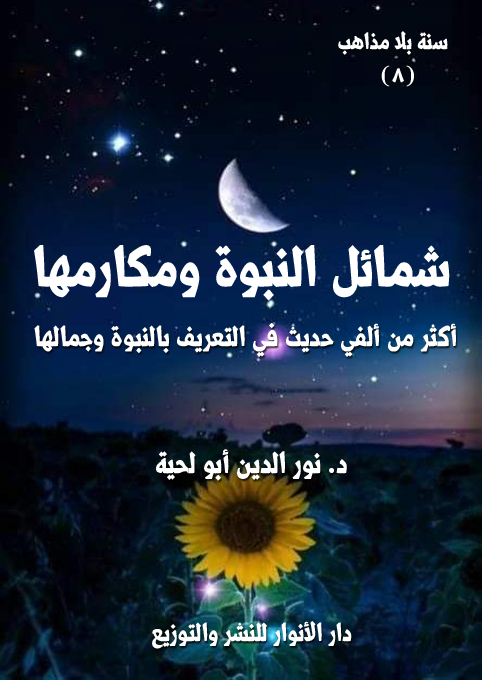 سنة بلا مذاهب
(٨)
شمائل النبوة ومكارمها
أكثر من ألفي حديث في التعريف بالنبوة وجمالها
د. نور الدين أبو لحية
دار الأنوار للنشر والتوزيع